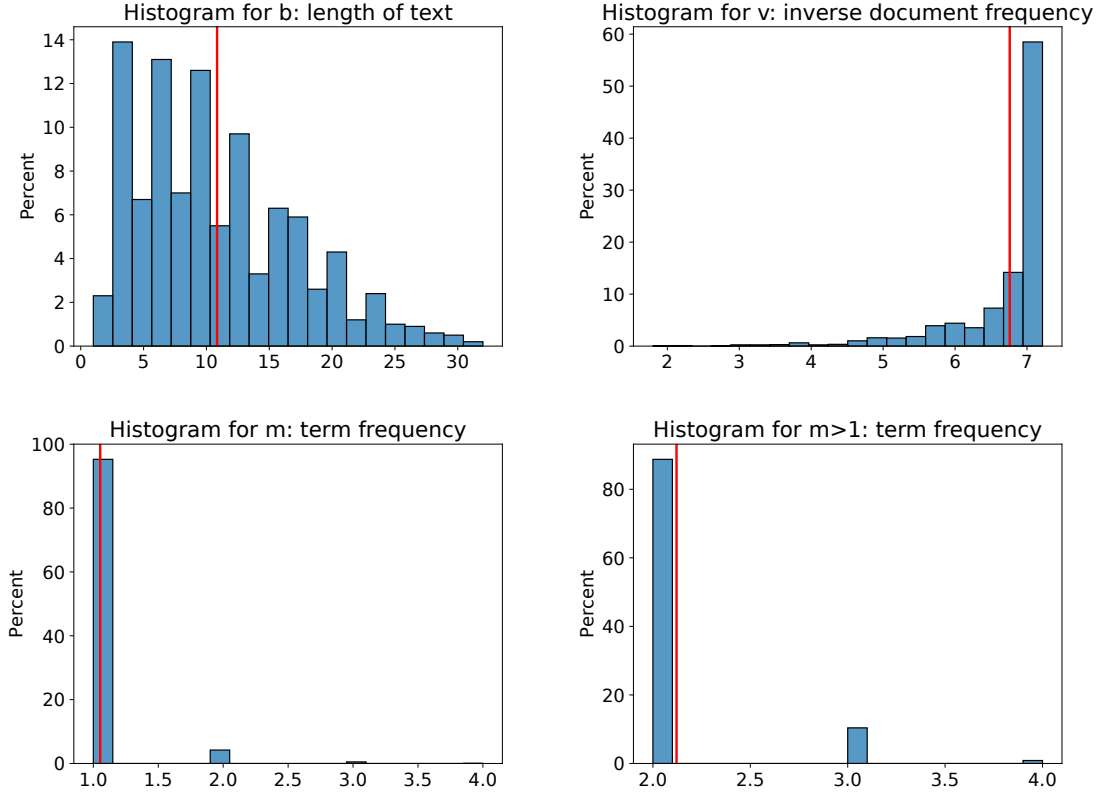 Histogram for b: length of text
Percent
14
12
10
8
6
4
2
0
0 5 10 15 20 25 30
Histogram for v: inverse document frequency
Percent
60
50
40
30
20
10
0
2 3 4 5 6 7
Histogram for m: term frequency
Percent
100
80
60
40
20
0
1.0 1.5 2.0 2.5 3.0 3.5 4.0
Histogram for m>1: term frequency
Percent
80
60
40
20
0
2.0 2.5 3.0 3.5 4.0